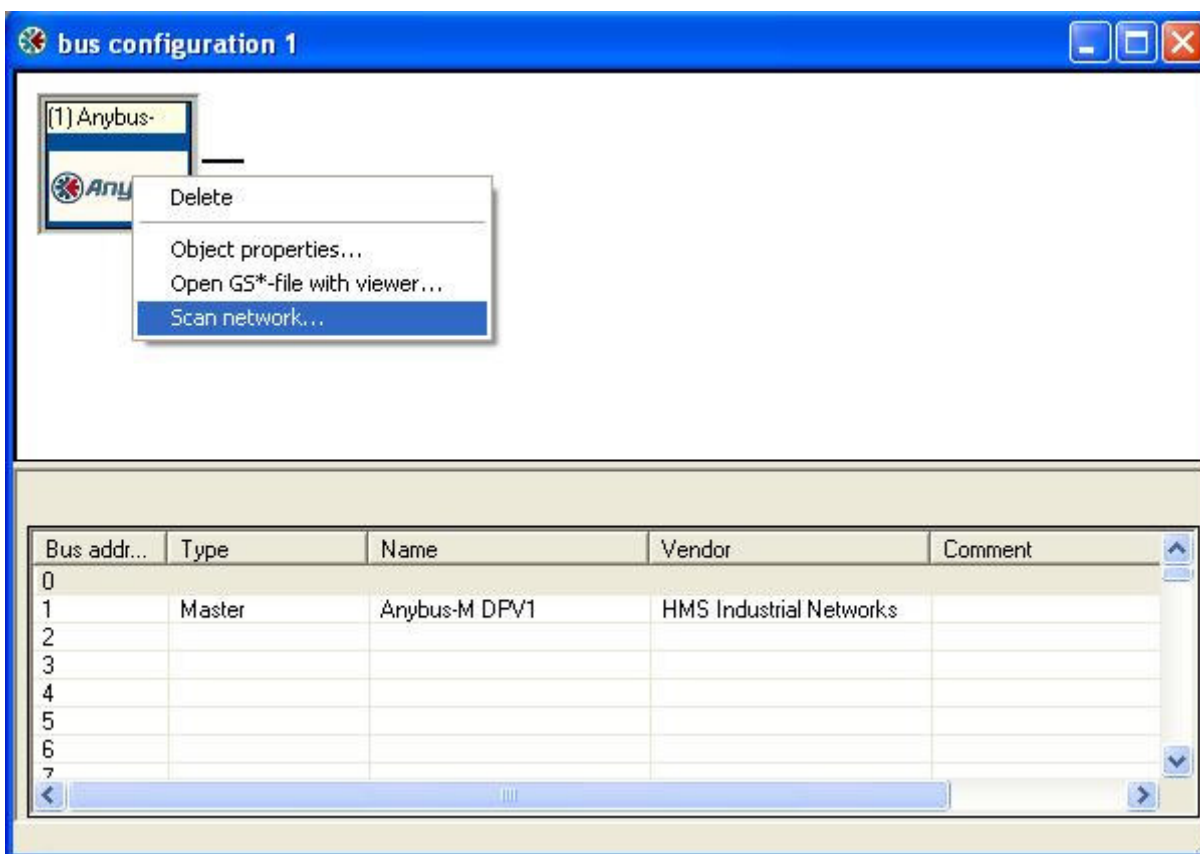 bus configuration 1
(1) Anybus-
Any
Delete
Object properties...
Open GS*-file with viewer...
Scan network...
Bus addr... Type Name Vendor Comment
0
1 Master Anybus-M DPV1 HMS Industrial Networks
2
3
4
5
6
7